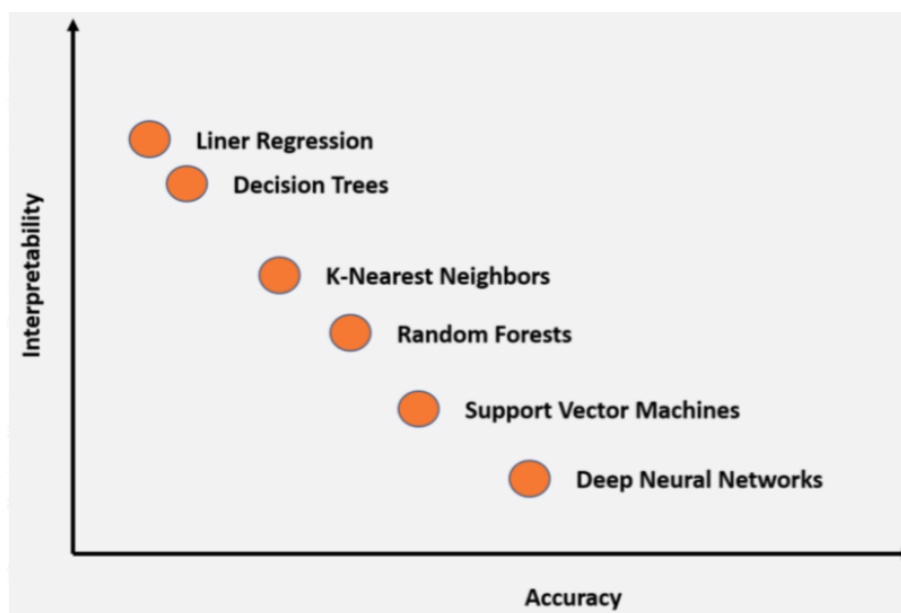 Liner Regression
Decision Trees
K-Nearest Neighbors
Random Forests
Support Vector Machines
Deep Neural Networks
Interpretability
Accuracy